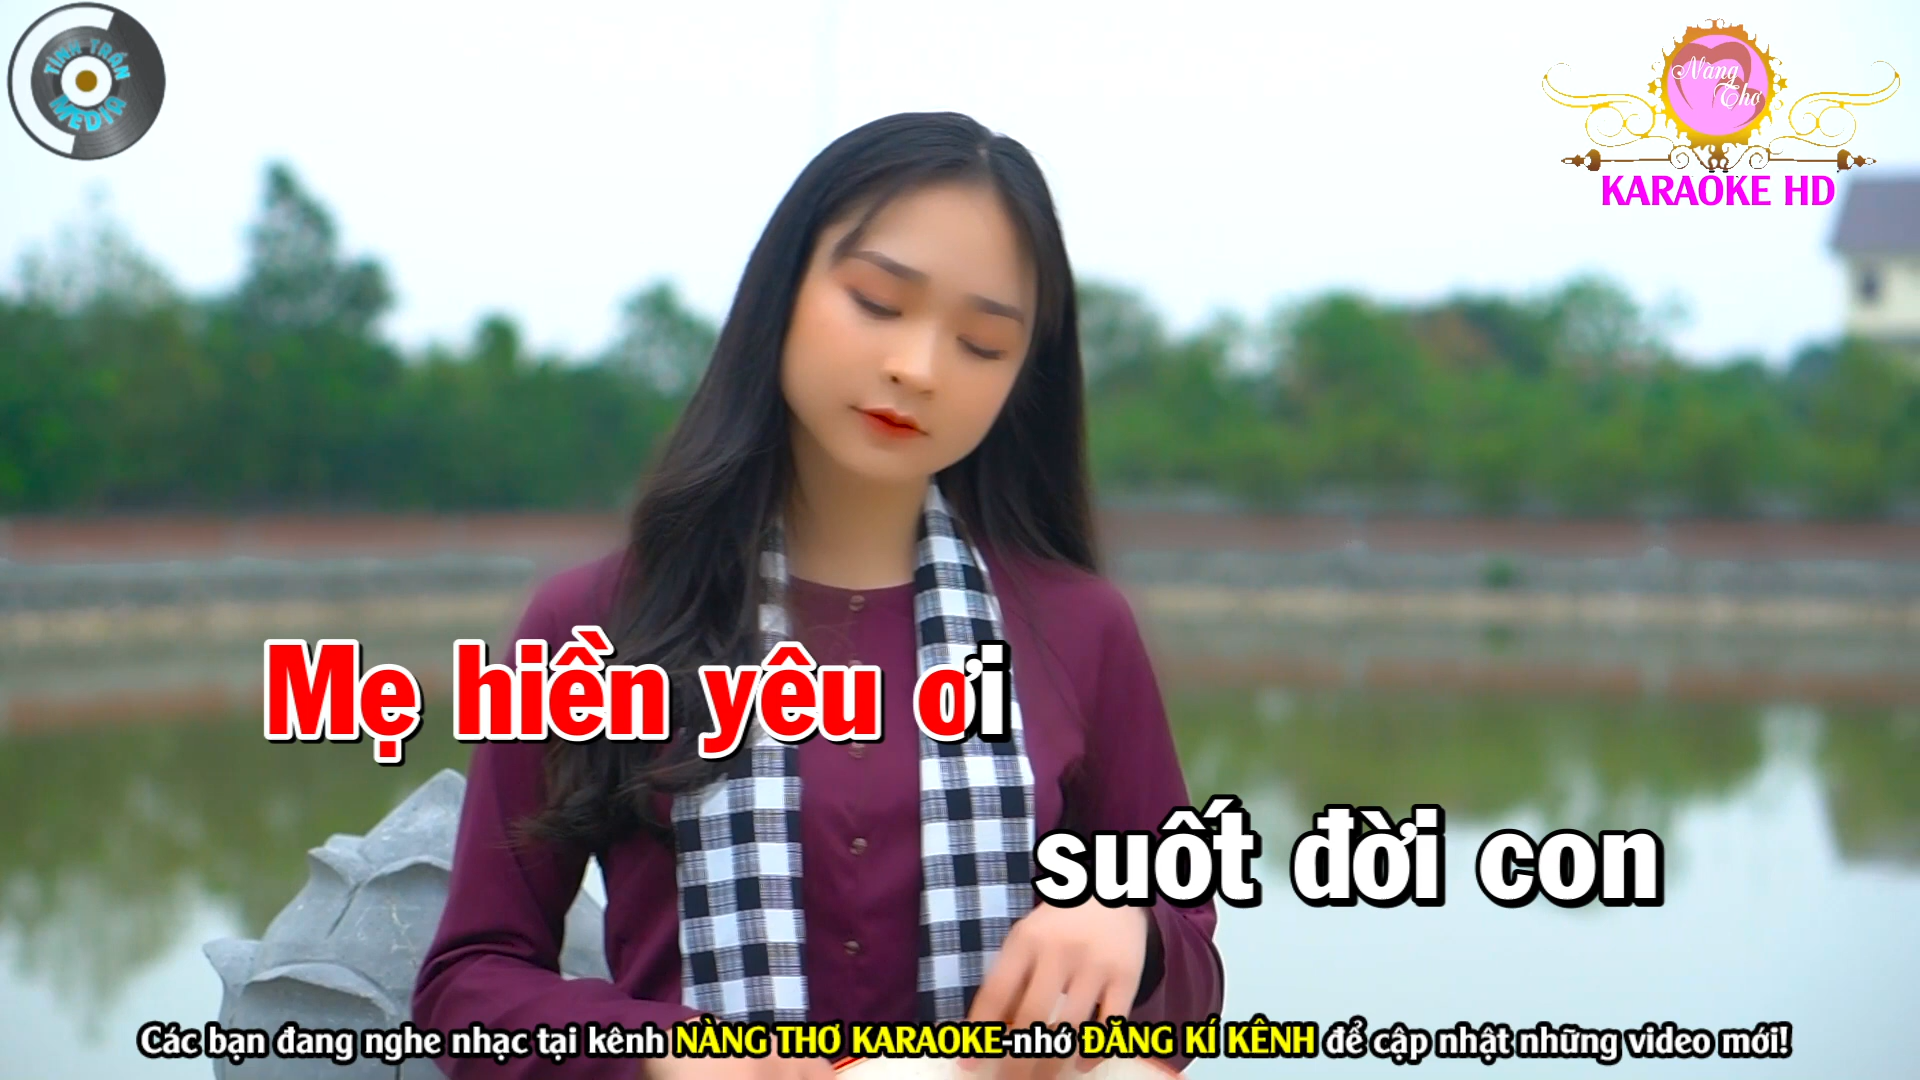 TÌNH TRẦN
MEDIA
Nàng
Thơ
KARAOKE HD
Mẹ hiền yêu ơi
suốt đời con
Các bạn đang nghe nhạc tại kênh NÀNG THƠ KARAOKE-nhớ ĐĂNG KÍ KÊNH để cập nhật những video mới!